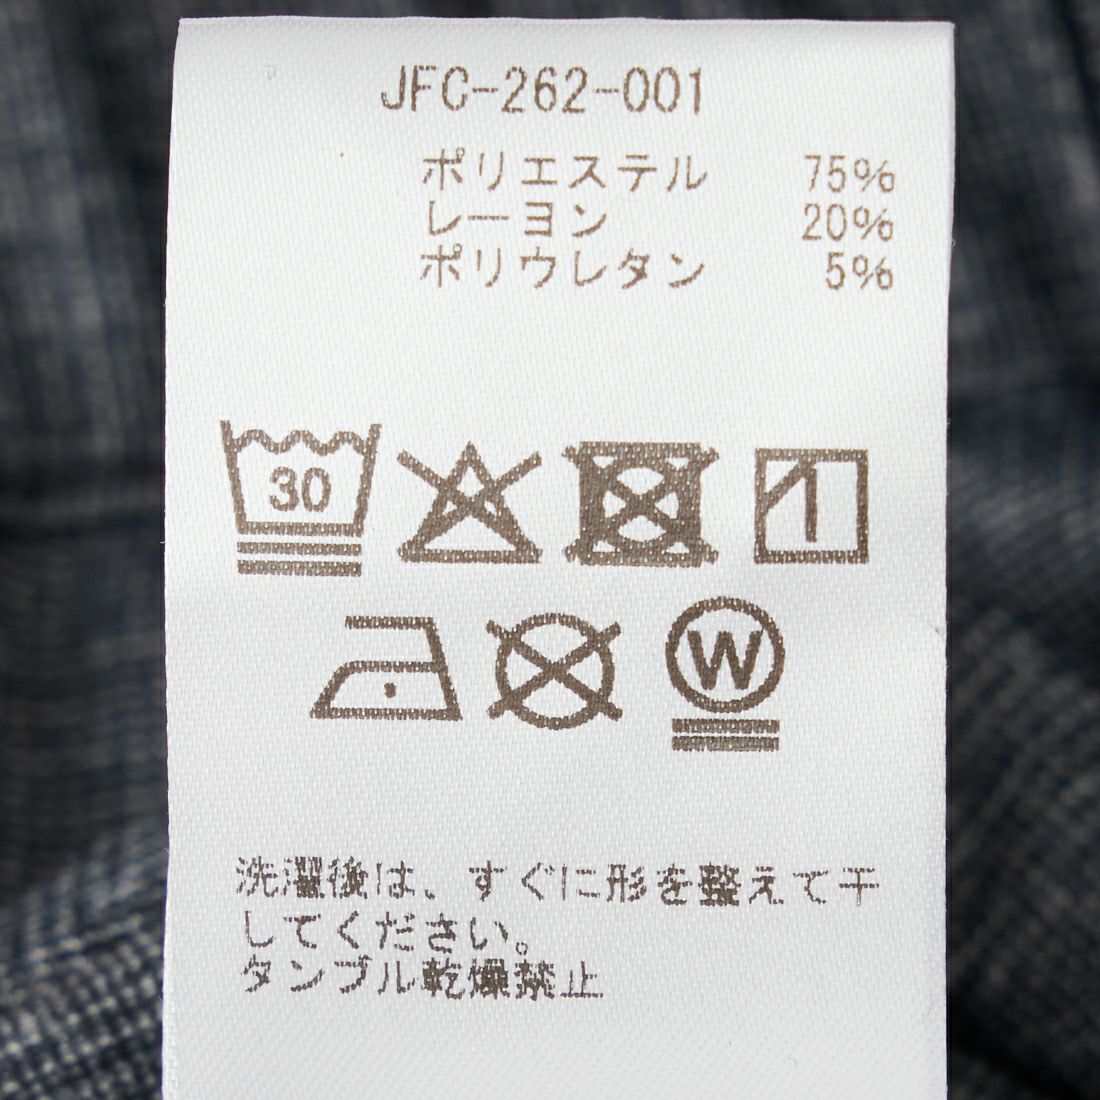 JFC-262-001
ポリエステル 75%
レーヨン 20%
ポリウレタン 5%
30
W
洗濯後は、すぐに形を整えて干
してください。
タンブル乾燥禁止